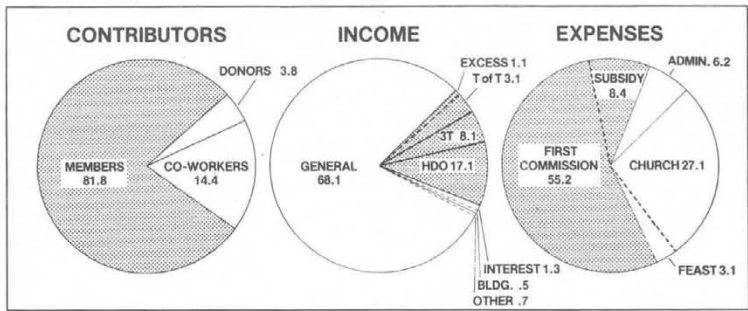 CONTRIBUTORS
DONORS 3.8
MEMBERS
81.8
CO-WORKERS
14.4
INCOME
EXCESS 1.1
T of T 3.1
3T 8.1
HDO 17.1
GENERAL
68.1
INTEREST 1.3
BLDG. .5
OTHER .7
EXPENSES
ADMIN. 6.2
SUBSIDY
8.4
FIRST
COMMISSION
55.2
CHURCH 27.1
FEAST 3.1